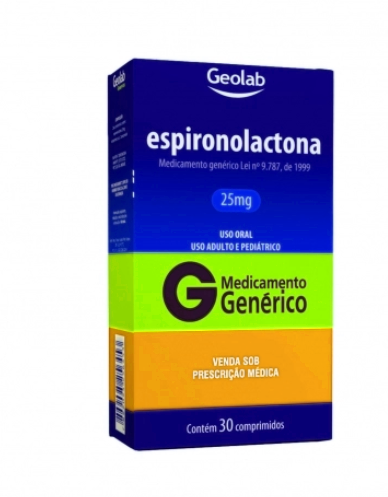 Geolab
espironolactona
Medicamento genérico Lei nº 9.787, de 1999
25mg
USO ORAL
USO ADULTO E PEDIÁTRICO
G Medicamento
Genérico
VENDA SOB
PRESCRIÇÃO MÉDICA
Contém 30 comprimidos
Geolab